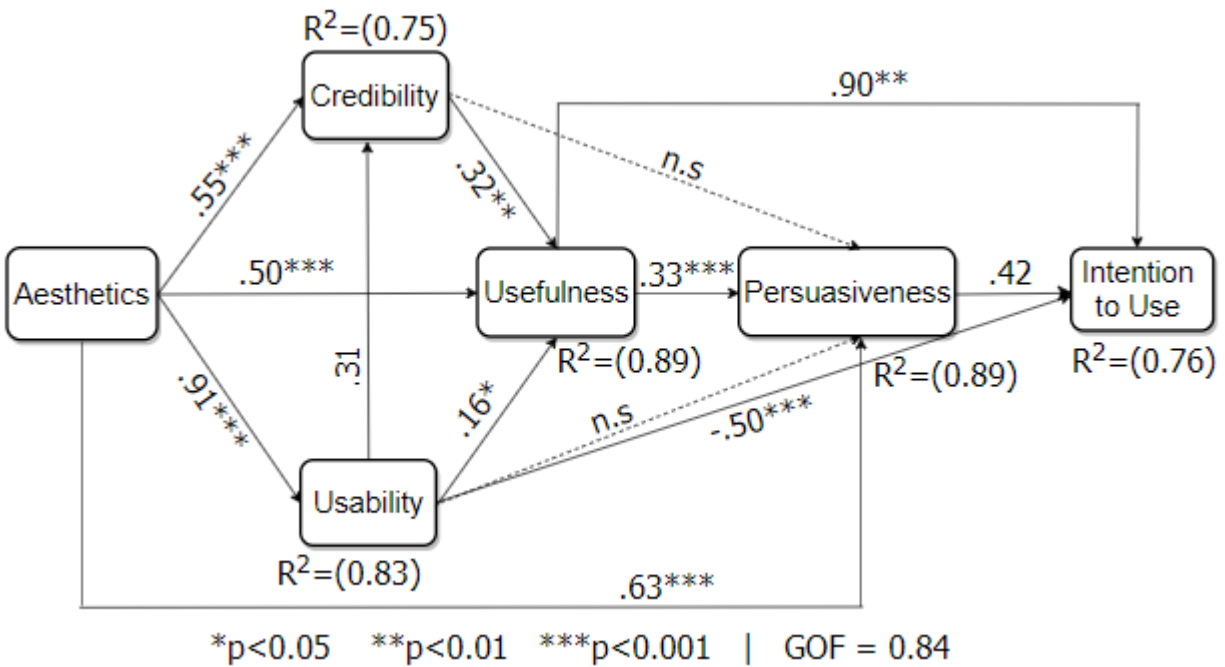 R²=(0.75)
Credibility
.90**
.55***
.32**
n.s
Aesthetics
.50***
Usefulness
.33***
Persuasiveness
.42
Intention
to Use
R²=(0.89)
R²=(0.89)
R²=(0.76)
.31
.91***
.16*
n.s
-.50***
Usability
R²=(0.83)
.63***
*p<0.05 **p<0.01 ***p<0.001 | GOF = 0.84